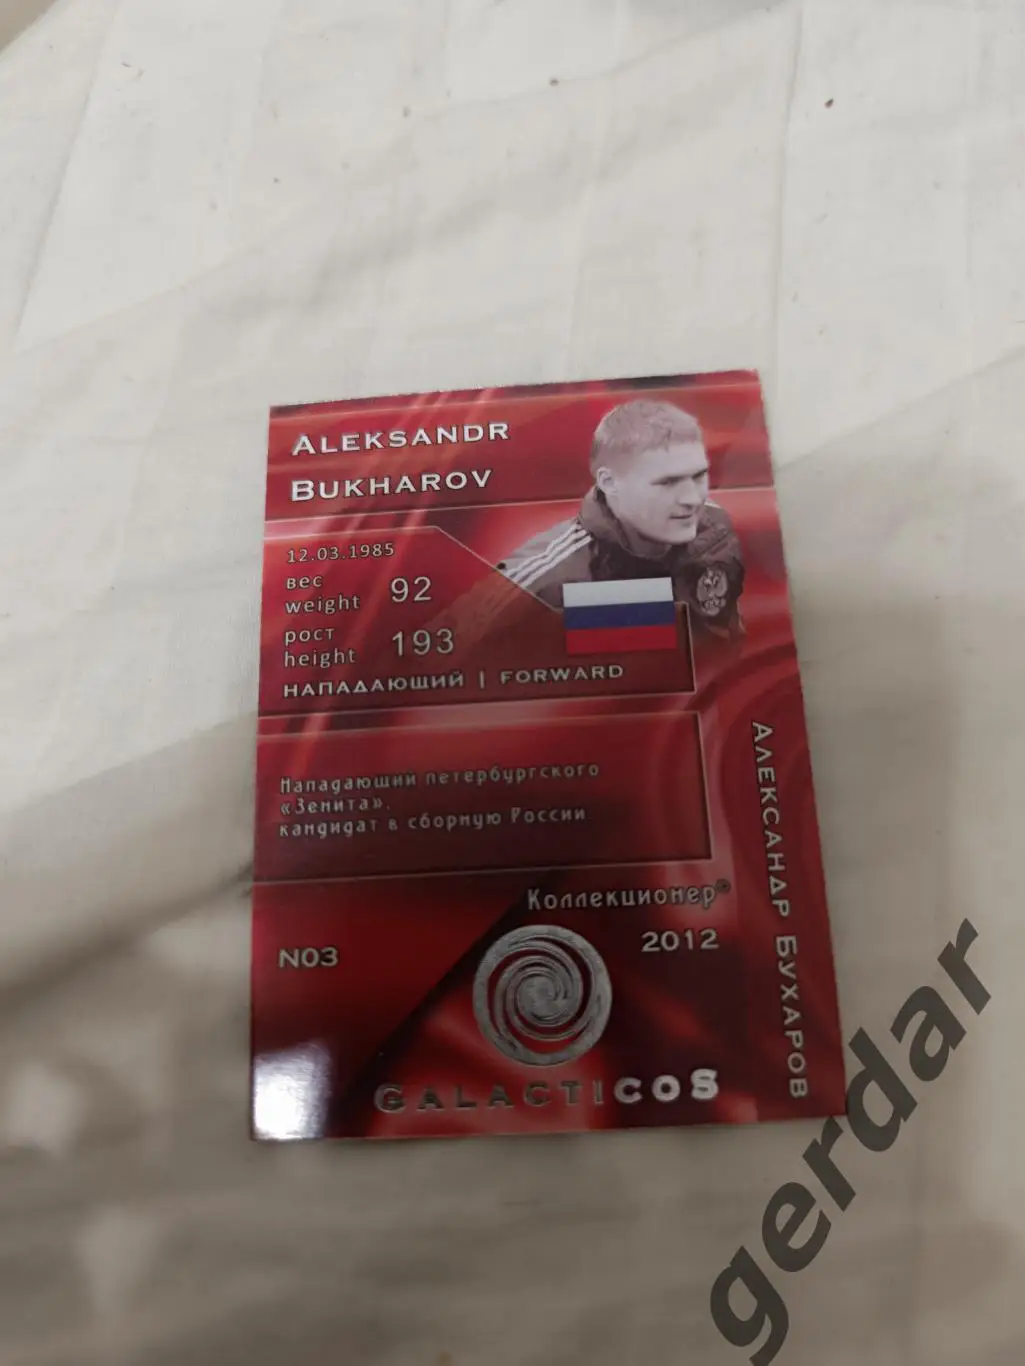 ALEKSANDR
BUKHAROV
12.03.1985
вес
weight 92
рост
height 193
НАПАДАЮЩИЙ | FORWARD
Нападающий петербургского
«Зенита»,
кандидат в сборную России.
Коллекционер®
2012
N03
GALACTICOS
АЛЕКСАНДР БУХАРОВ
gerdar